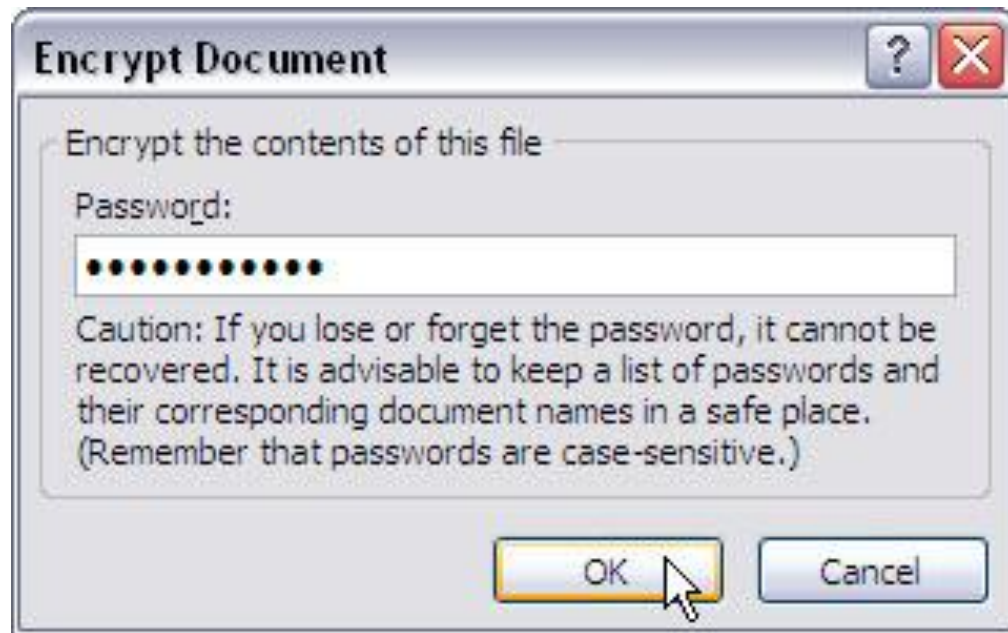 Encrypt Document
?
Encrypt the contents of this file
Password:
•••••••••••
Caution: If you lose or forget the password, it cannot be
recovered. It is advisable to keep a list of passwords and
their corresponding document names in a safe place.
(Remember that passwords are case-sensitive.)
OK Cancel